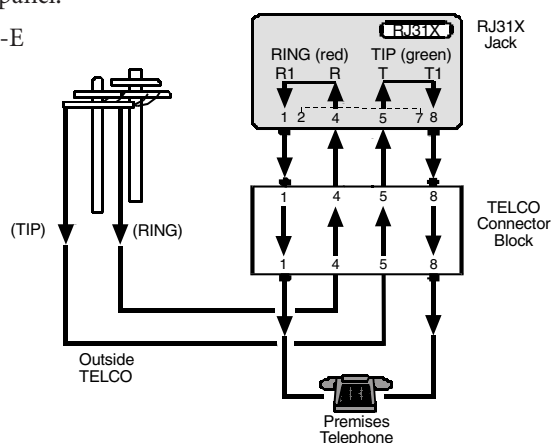 panel.
-E
RJ31X
RJ31X
Jack
RING (red) TIP (green)
R1 R T T1
1 2 4 5 7 8
1 4 5 8
TELCO
Connector
Block
(TIP) (RING)
1 4 5 8
Outside
TELCO
Premises
Telephone